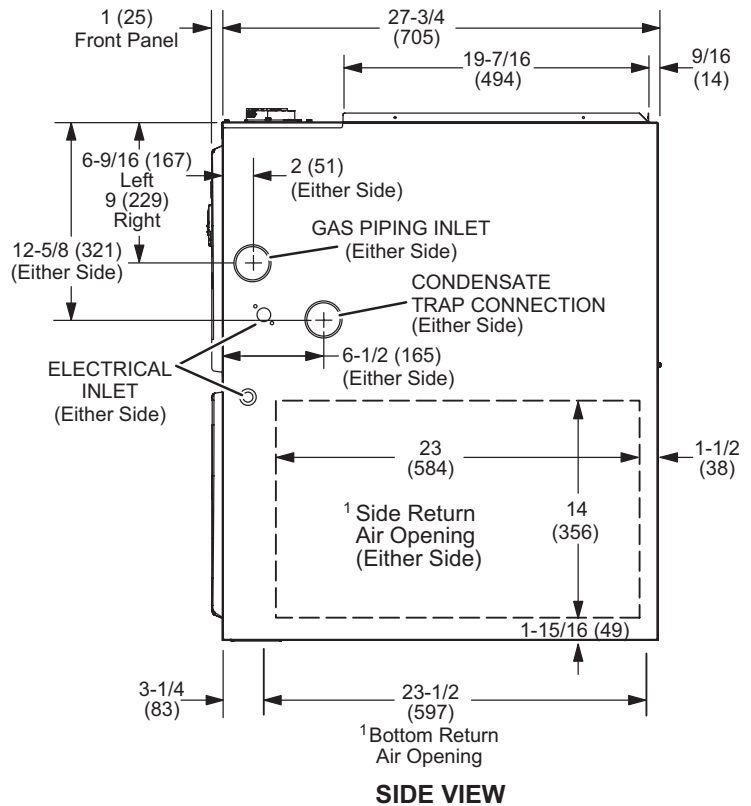 1 (25)
Front Panel
27-3/4
(705)
19-7/16
(494)
9/16
(14)
6-9/16 (167)
Left
9 (229)
Right
2 (51)
(Either Side)
GAS PIPING INLET
(Either Side)
12-5/8 (321)
(Either Side)
CONDENSATE
TRAP CONNECTION
(Either Side)
6-1/2 (165)
(Either Side)
ELECTRICAL
INLET
(Either Side)
23
(584)
1-1/2
(38)
14
(356)
¹ Side Return
Air Opening
(Either Side)
1-15/16 (49)
3-1/4
(83)
23-1/2
(597)
¹Bottom Return
Air Opening
SIDE VIEW